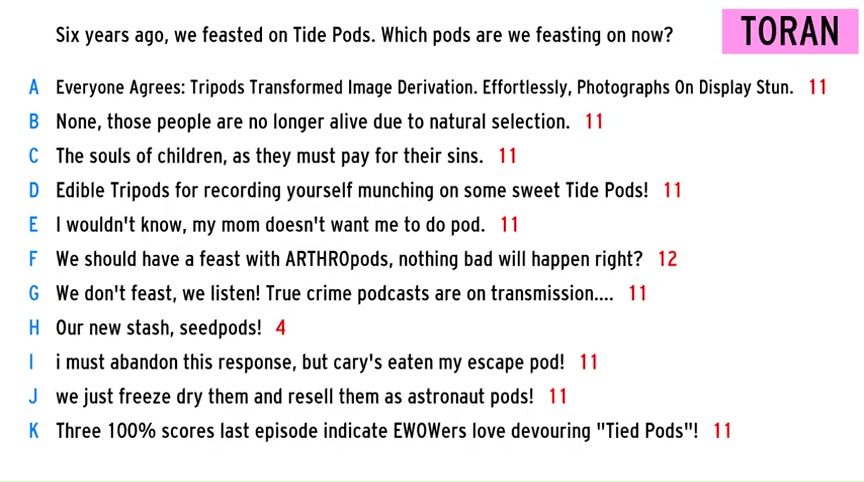 Six years ago, we feasted on Tide Pods. Which pods are we feasting on now?
TORAN
A Everyone Agrees: Tripods Transformed Image Derivation. Effortlessly, Photographs On Display Stun. 11
B None, those people are no longer alive due to natural selection. 11
C The souls of children, as they must pay for their sins. 11
D Edible Tripods for recording yourself munching on some sweet Tide Pods! 11
E I wouldn't know, my mom doesn't want me to do pod. 11
F We should have a feast with ARTHROpods, nothing bad will happen right? 12
G We don't feast, we listen! True crime podcasts are on transmission.... 11
H Our new stash, seedpods! 4
I i must abandon this response, but cary's eaten my escape pod! 11
J we just freeze dry them and resell them as astronaut pods! 11
K Three 100% scores last episode indicate EWOWers love devouring "Tied Pods"! 11